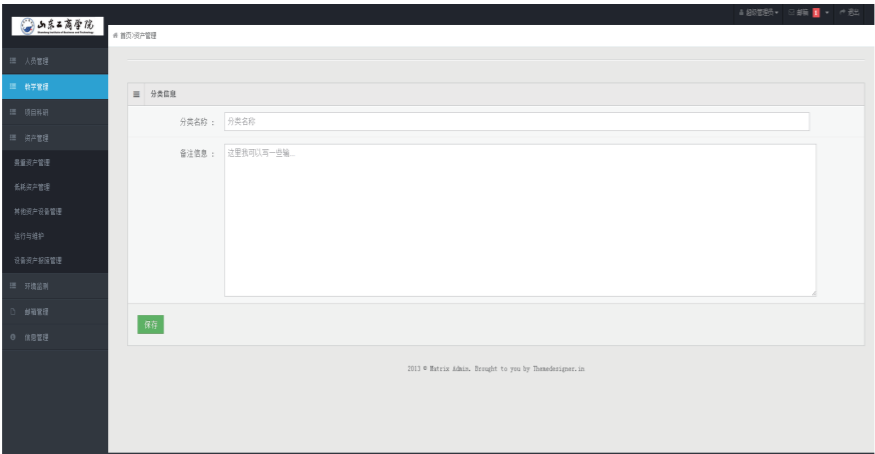 超级管理员 邮箱 退出
山东工商学院
首页>资产管理
人员管理
教学管理
分类信息
项目科研
分类名称 : 分类名称
资产管理
备注信息 : 这里我可以写一些输...
贵重资产管理
低耗资产管理
其他资产设备管理
运行与维护
设备资产报废管理
环境监测
邮箱管理
保存
信息管理
2013 © Matrix Admin. Brought to you by Themedesigner.in